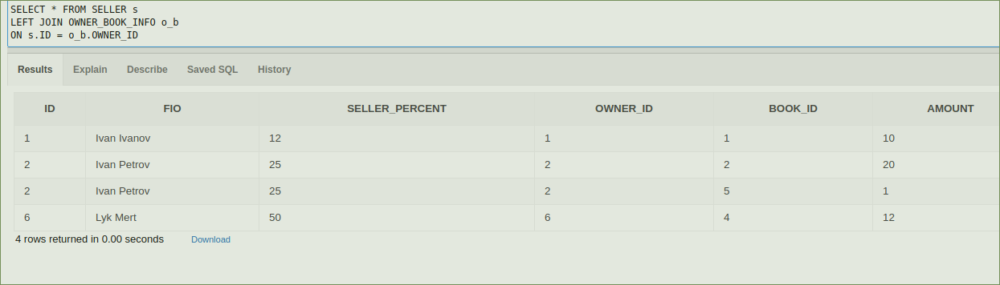 SELECT * FROM SELLER s
LEFT JOIN OWNER_BOOK_INFO o_b
ON s.ID = o_b.OWNER_ID
Results Explain Describe Saved SQL History
ID FIO SELLER_PERCENT OWNER_ID BOOK_ID AMOUNT
1 Ivan Ivanov 12 1 1 10
2 Ivan Petrov 25 2 2 20
2 Ivan Petrov 25 2 5 1
6 Lyk Mert 50 6 4 12
4 rows returned in 0.00 seconds Download